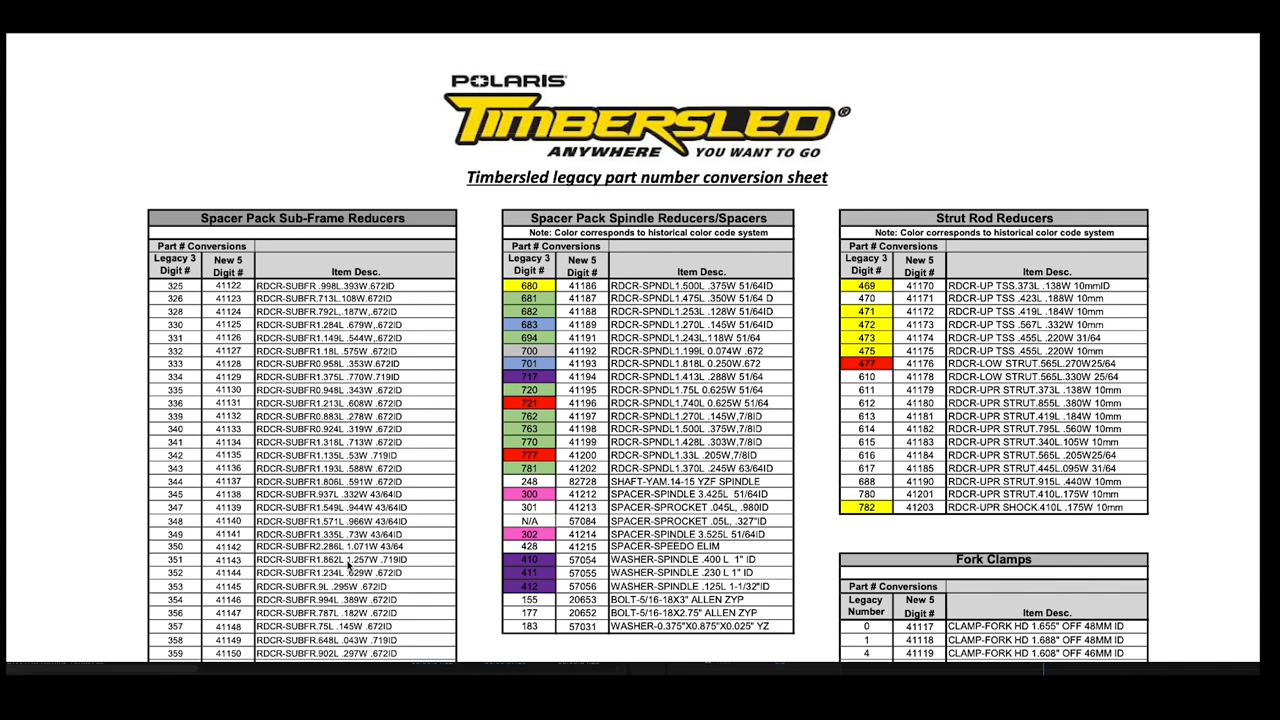 POLARIS
TIMBERSLED®
ANYWHERE YOU WANT TO GO
Timbersled legacy part number conversion sheet
Spacer Pack Sub-Frame Reducers
Part # Conversions
Legacy 3 Digit # New 5 Digit # Item Desc.
325 41122 RDCR-SUBFR .998L.393W.672ID
326 41123 RDCR-SUBFR.713L.108W.672ID
328 41124 RDCR-SUBFR.792L,.187W,.672ID
330 41125 RDCR-SUBFR1.284L .679W,.672ID
331 41126 RDCR-SUBFR1.149L .544W,.672ID
332 41127 RDCR-SUBFR1.18L .575W .672ID
333 41128 RDCR-SUBFR0.958L .353W.672ID
334 41129 RDCR-SUBFR1.375L .770W.719ID
335 41130 RDCR-SUBFR0.948L .343W .672ID
336 41131 RDCR-SUBFR1.213L .608W .672ID
339 41132 RDCR-SUBFR0.883L .278W .672ID
340 41133 RDCR-SUBFR0.924L .319W .672ID
341 41134 RDCR-SUBFR1.318L .713W .672ID
342 41135 RDCR-SUBFR1.135L .53W .719ID
343 41136 RDCR-SUBFR1.193L .588W .672ID
344 41137 RDCR-SUBFR1.806L .591W .672ID
345 41138 RDCR-SUBFR.937L .332W 43/64ID
347 41139 RDCR-SUBFR1.549L .944W 43/64ID
348 41140 RDCR-SUBFR1.571L .966W 43/64ID
349 41141 RDCR-SUBFR1.335L .73W 43/64ID
350 41142 RDCR-SUBFR2.286L 1.071W 43/64
351 41143 RDCR-SUBFR1.862L 1.257W .719ID
352 41144 RDCR-SUBFR1.234L .629W .672ID
353 41145 RDCR-SUBFR.9L .295W .672ID
354 41146 RDCR-SUBFR.994L .389W .672ID
356 41147 RDCR-SUBFR.787L .182W .672ID
357 41148 RDCR-SUBFR.75L .145W .672ID
358 41149 RDCR-SUBFR.648L .043W .719ID
359 41150 RDCR-SUBFR.902L .297W .672ID
Spacer Pack Spindle Reducers/Spacers
Note: Color corresponds to historical color code system
Part # Conversions
Legacy 3 Digit # New 5 Digit # Item Desc.
680 41186 RDCR-SPNDL1.500L .375W 51/64ID
681 41187 RDCR-SPNDL1.475L .350W 51/64 D
682 41188 RDCR-SPNDL1.253L .128W 51/64ID
683 41189 RDCR-SPNDL1.270L .145W 51/64ID
694 41191 RDCR-SPNDL1.243L.118W 51/64
700 41192 RDCR-SPNDL1.199L 0.074W .672
701 41193 RDCR-SPNDL1.818L 0.250W .672
717 41194 RDCR-SPNDL1.413L .288W 51/64
720 41195 RDCR-SPNDL1.75L 0.625W 51/64
721 41196 RDCR-SPNDL1.740L 0.625W 51/64
762 41197 RDCR-SPNDL1.270L .145W,7/8ID
763 41198 RDCR-SPNDL1.500L .375W,7/8ID
770 41199 RDCR-SPNDL1.428L .303W,7/8ID
777 41200 RDCR-SPNDL1.33L .205W,7/8ID
781 41202 RDCR-SPNDL1.370L .245W 63/64ID
248 82728 SHAFT-YAM.14-15 YZF SPINDLE
300 41212 SPACER-SPINDLE 3.425L 51/64ID
301 41213 SPACER-SPROCKET .045L, .980ID
N/A 57084 SPACER-SPROCKET .05L, .327"ID
302 41214 SPACER-SPINDLE 3.525L 51/64ID
428 41215 SPACER-SPEEDO ELIM
410 57054 WASHER-SPINDLE .400 L 1" ID
411 57055 WASHER-SPINDLE .230 L 1" ID
412 57056 WASHER-SPINDLE .125L 1-1/32"ID
155 20653 BOLT-5/16-18X3" ALLEN ZYP
177 20652 BOLT-5/16-18X2.75" ALLEN ZYP
183 57031 WASHER-0.375"X0.875"X0.025" YZ
Strut Rod Reducers
Note: Color corresponds to historical color code system
Part # Conversions
Legacy 3 Digit # New 5 Digit # Item Desc.
469 41170 RDCR-UP TSS.373L .138W 10mmID
470 41171 RDCR-UP TSS .423L .188W 10mm
471 41172 RDCR-UP TSS .419L .184W 10mm
472 41173 RDCR-UP TSS .567L .332W 10mm
473 41174 RDCR-UP TSS .455L .220W 31/64
475 41175 RDCR-UP TSS .455L .220W 10mm
477 41176 RDCR-LOW STRUT.565L.270W25/64
610 41178 RDCR-LOW STRUT.565L.330W 25/64
611 41179 RDCR-UPR STRUT.373L .138W 10mm
612 41180 RDCR-UPR STRUT.855L .380W 10mm
613 41181 RDCR-UPR STRUT.419L .184W 10mm
614 41182 RDCR-UPR STRUT.795L .560W 10mm
615 41183 RDCR-UPR STRUT.340L.105W 10mm
616 41184 RDCR-UPR STRUT.565L .205W25/64
617 41185 RDCR-UPR STRUT.445L.095W 31/64
688 41190 RDCR-UPR STRUT.915L .440W 10mm
780 41201 RDCR-UPR STRUT.410L.175W 10mm
782 41203 RDCR-UPR SHOCK.410L .175W 10mm
Fork Clamps
Part # Conversions
Legacy Number New 5 Digit # Item Desc.
0 41117 CLAMP-FORK HD 1.655" OFF 48MM ID
1 41118 CLAMP-FORK HD 1.688" OFF 48MM ID
4 41119 CLAMP-FORK HD 1.608" OFF 46MM ID